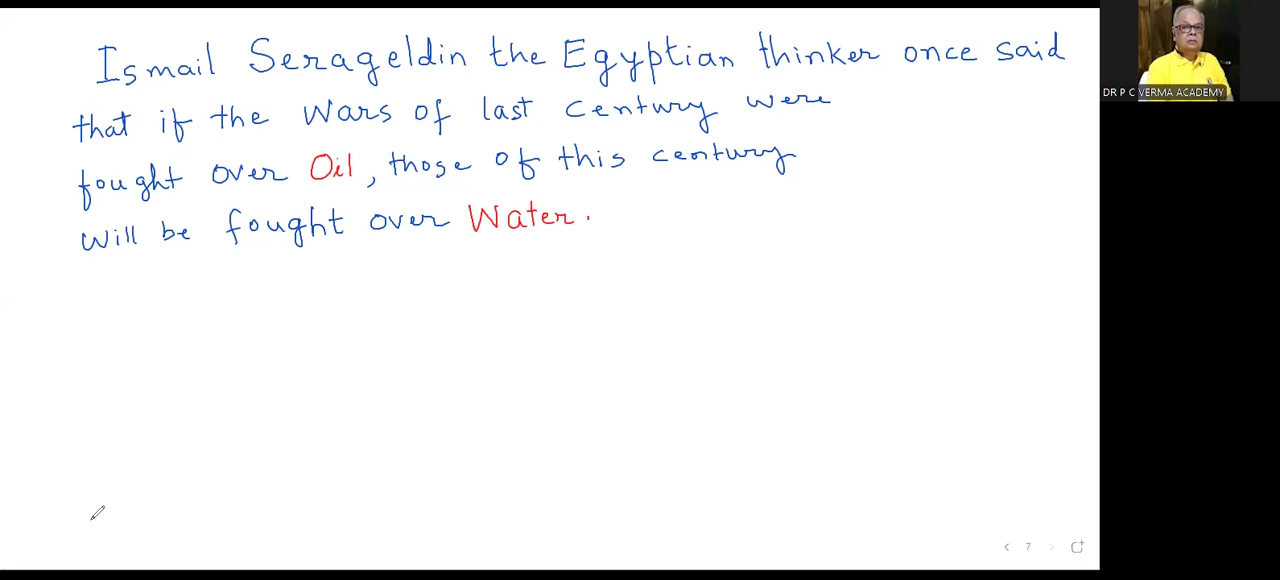 Ismail Serageldin the Egyptian thinker once said
that if the Wars of last century were
fought over Oil, those of this century
will be fought over Water.
DR P C VERMA ACADEMY
7